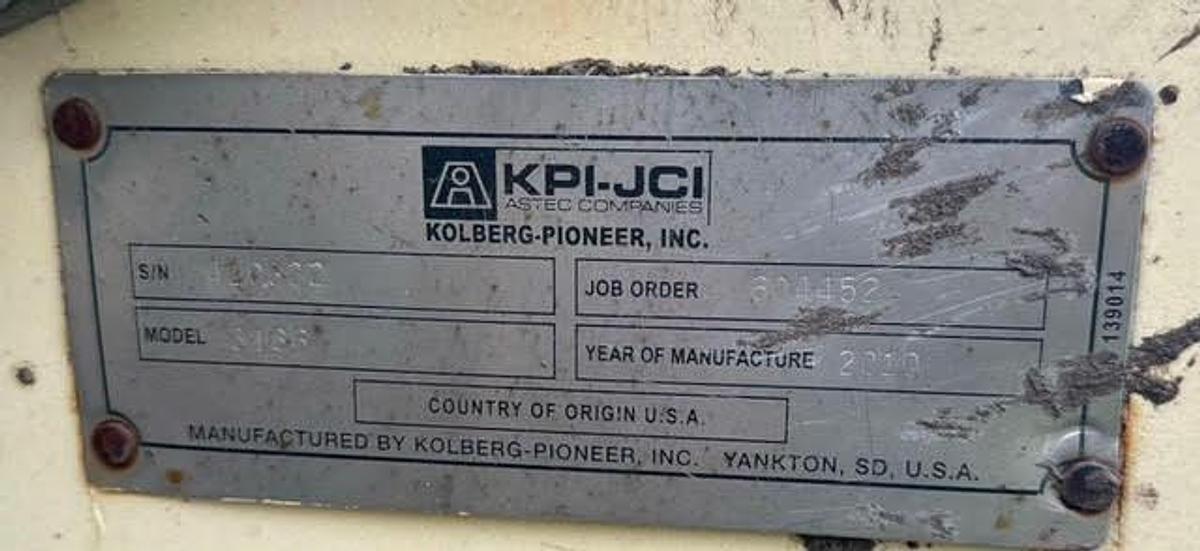 KPI-JCI
ASTEC COMPANIES
KOLBERG-PIONEER, INC.
S/N
JOB ORDER
MODEL
YEAR OF MANUFACTURE 2010
COUNTRY OF ORIGIN U.S.A.
MANUFACTURED BY KOLBERG-PIONEER, INC. YANKTON, SD, U.S.A.
139014